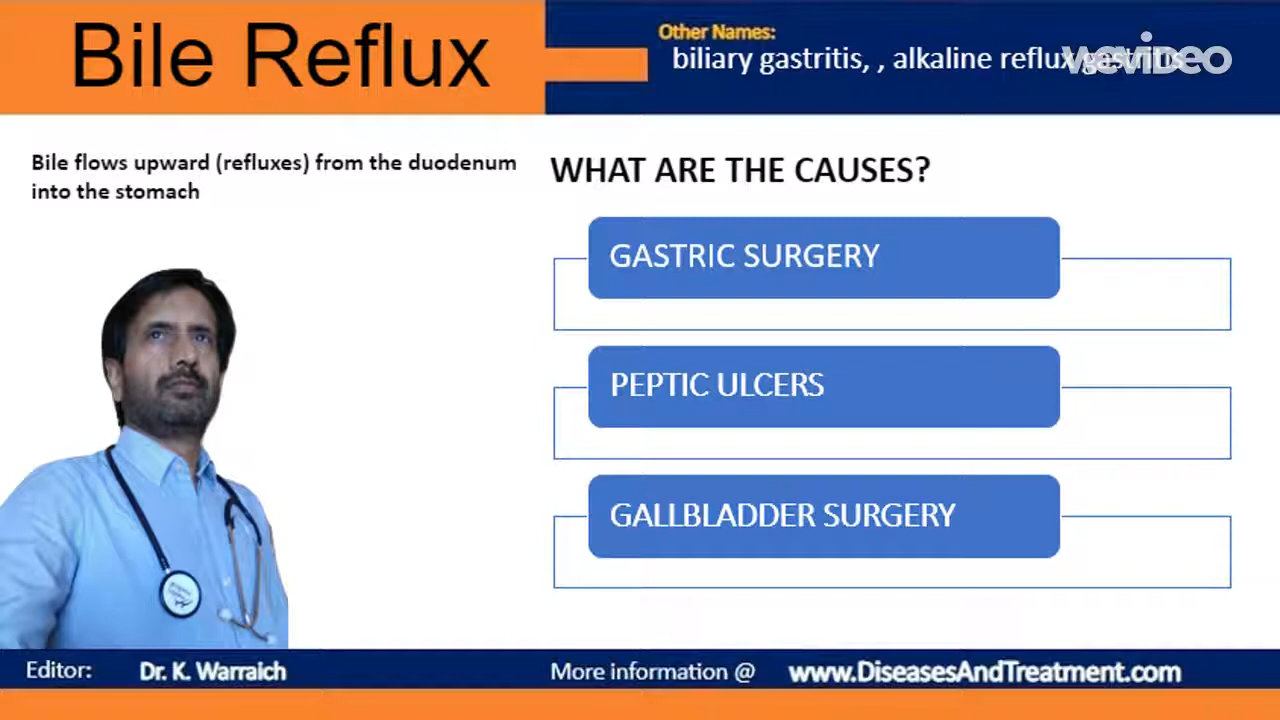 Bile Reflux
Other Names:
biliary gastritis, , alkaline reflux gastritis
wevideo
Bile flows upward (refluxes) from the duodenum
into the stomach
WHAT ARE THE CAUSES?
GASTRIC SURGERY
PEPTIC ULCERS
GALLBLADDER SURGERY
Editor: Dr. K. Warraich
More information @ www.DiseasesAndTreatment.com